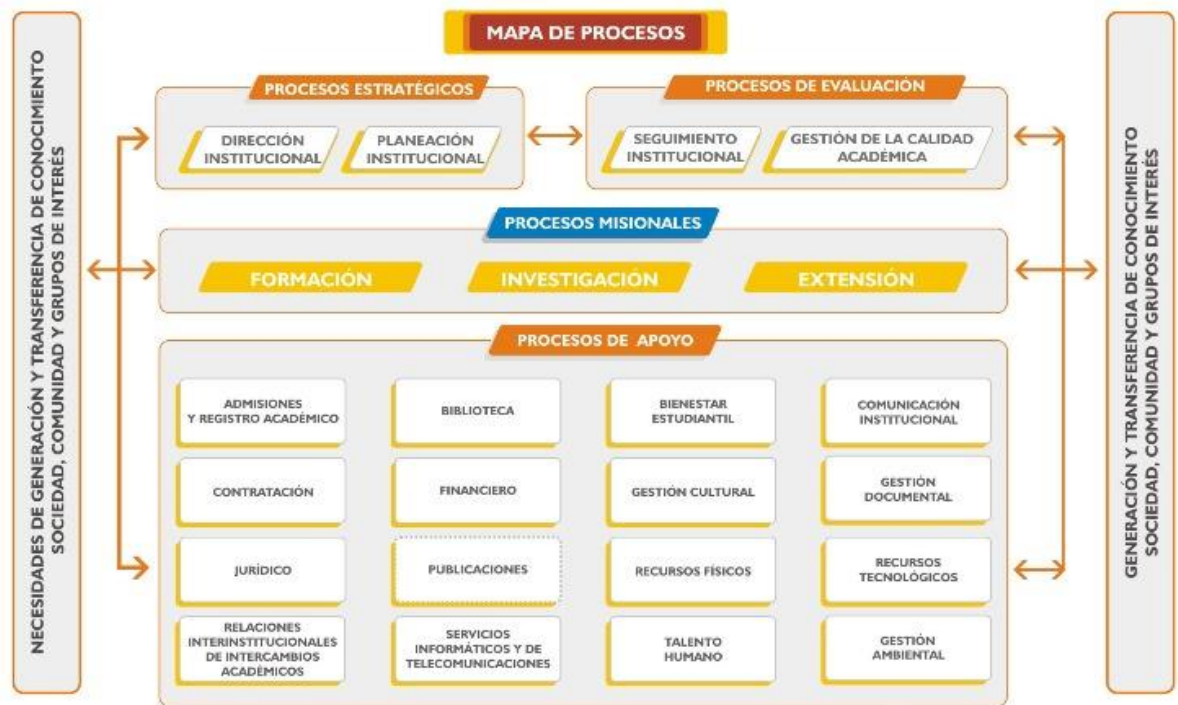 MAPA DE PROCESOS
NECESIDADES DE GENERACIÓN Y TRANSFERENCIA DE CONOCIMIENTO
SOCIEDAD, COMUNIDAD Y GRUPOS DE INTERÉS
PROCESOS ESTRATÉGICOS
DIRECCIÓN
INSTITUCIONAL
PLANEACIÓN
INSTITUCIONAL
PROCESOS DE EVALUACIÓN
SEGUIMIENTO
INSTITUCIONAL
GESTIÓN DE LA CALIDAD
ACADÉMICA
PROCESOS MISIONALES
FORMACIÓN
INVESTIGACIÓN
EXTENSIÓN
PROCESOS DE APOYO
ADMISIONES
Y REGISTRO ACADÉMICO
BIBLIOTECA
BIENESTAR
ESTUDIANTIL
COMUNICACIÓN
INSTITUCIONAL
CONTRATACIÓN
FINANCIERO
GESTIÓN CULTURAL
GESTIÓN
DOCUMENTAL
JURÍDICO
PUBLICACIONES
RECURSOS FÍSICOS
RECURSOS
TECNOLÓGICOS
RELACIONES
INTERINSTITUCIONALES
DE INTERCAMBIOS
ACADÉMICOS
SERVICIOS
INFORMÁTICOS Y DE
TELECOMUNICACIONES
TALENTO
HUMANO
GESTIÓN
AMBIENTAL
GENERACIÓN Y TRANSFERENCIA DE CONOCIMIENTO
SOCIEDAD, COMUNIDAD Y GRUPOS DE INTERÉS